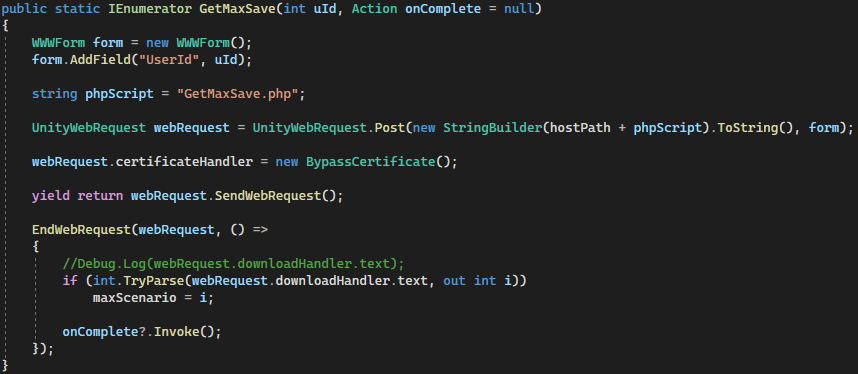 public static IEnumerator GetMaxSave(int uId, Action onComplete = null)
{
    WWWForm form = new WWWForm();
    form.AddField("UserId", uId);

    string phpScript = "GetMaxSave.php";

    UnityWebRequest webRequest = UnityWebRequest.Post(new StringBuilder(hostPath + phpScript).ToString(), form);

    webRequest.certificateHandler = new BypassCertificate();

    yield return webRequest.SendWebRequest();

    EndWebRequest(webRequest, () =>
    {
        //Debug.Log(webRequest.downloadHandler.text);
        if (int.TryParse(webRequest.downloadHandler.text, out int i))
            maxScenario = i;

        onComplete?.Invoke();
    });
}